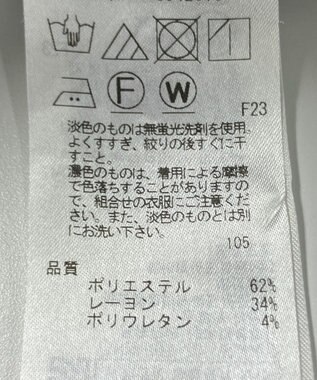 F
W
F23
淡色のものは無蛍光洗剤を使用、
よくすすぎ、絞りの後すぐに干
すこと。
濃色のものは、着用による摩擦
で色落ちすることがありますの
で、組合せの衣服にご注意くだ
さい。また、淡色のものとは別
にお洗い下さい。
105
品質
ポリエステル 62%
レーヨン 34%
ポリウレタン 4%